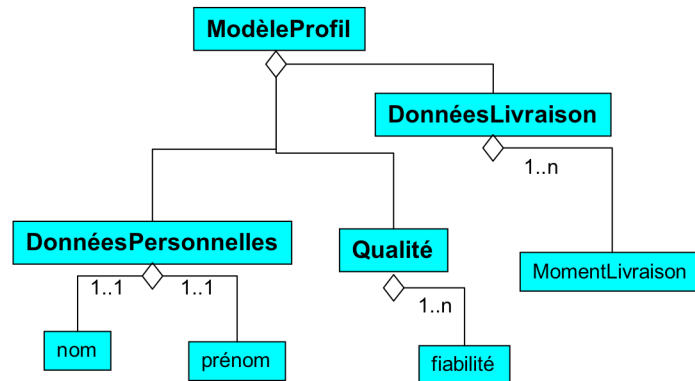 ModèleProfil
DonnéesLivraison
1..n
DonnéesPersonnelles
Qualité
MomentLivraison
1..1
1..1
1..n
nom
prénom
fiabilité